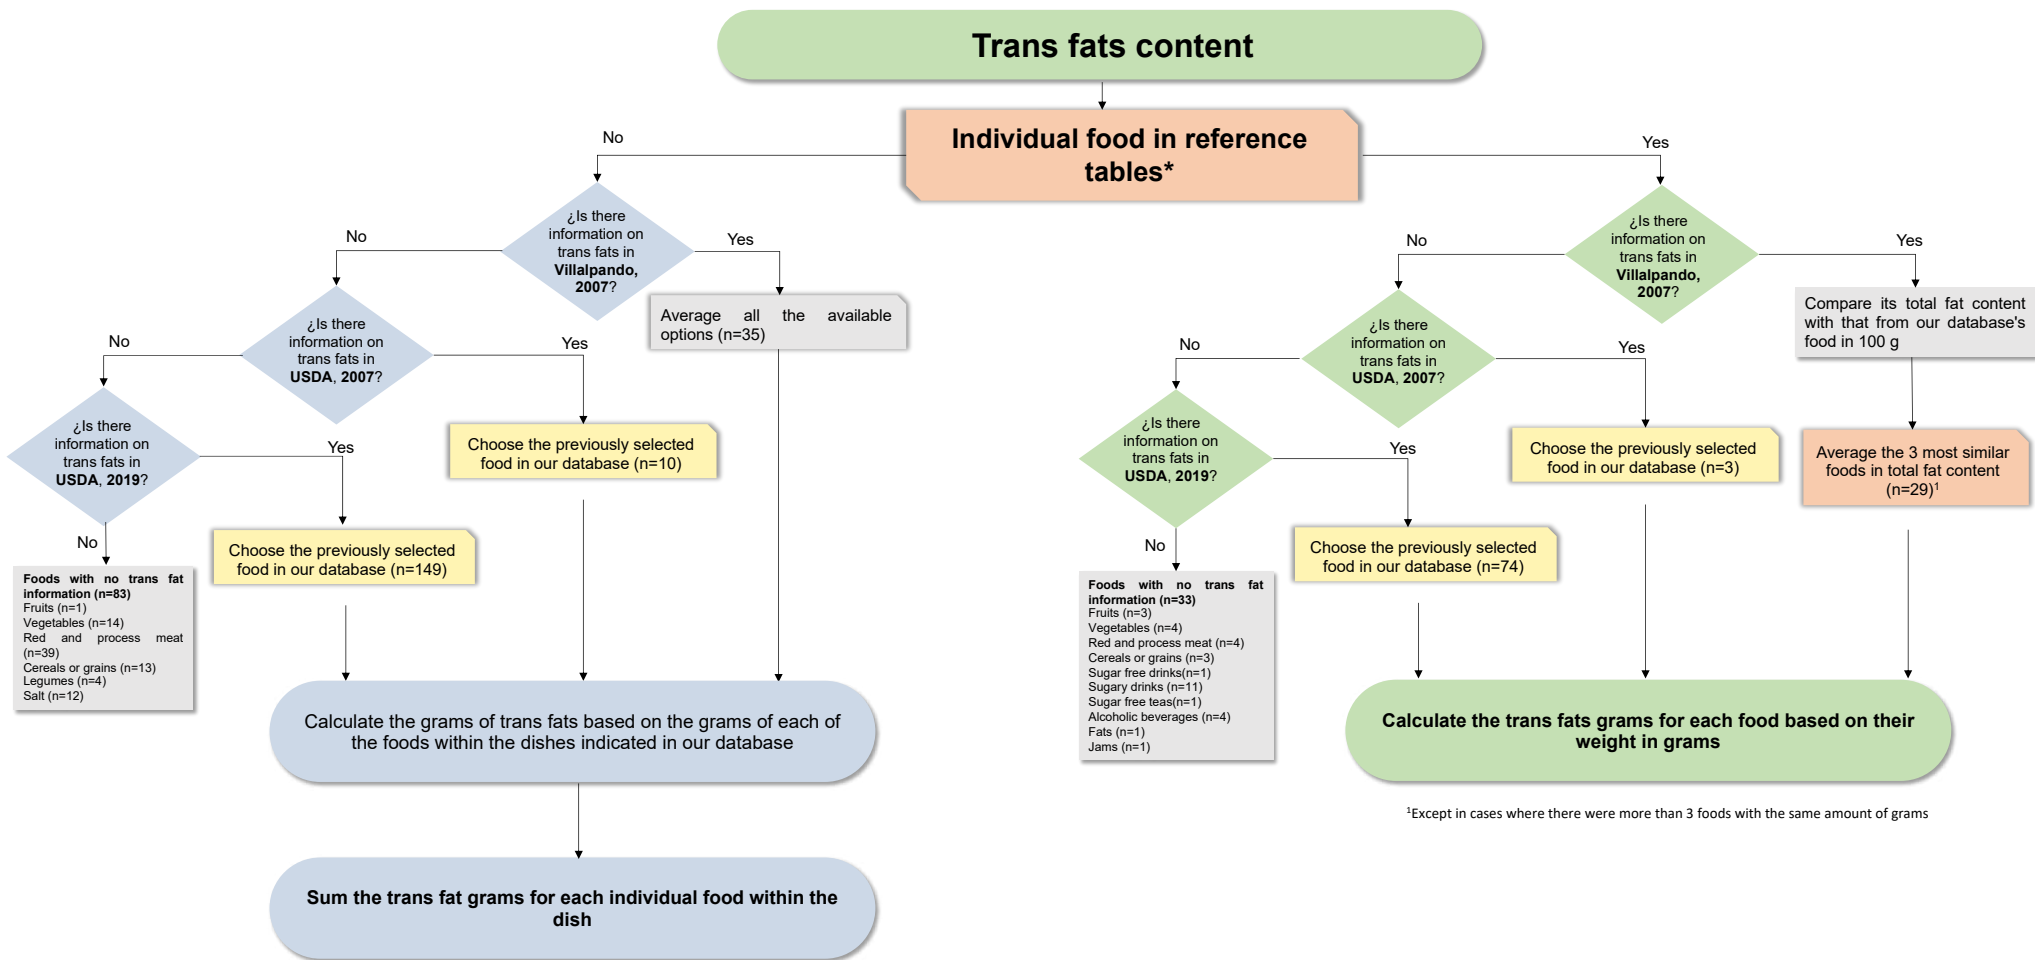 Trans fats content
Individual food in reference
tables*
No
Yes
¿Is there
information on
trans fats in
Villalpando,
2007?
No
Yes
Average all the available
options (n=35)
¿Is there
information on
trans fats in
USDA, 2007?
No
Yes
Choose the previously selected
food in our database (n=10)
¿Is there
information on
trans fats in
USDA, 2019?
Yes
No
Choose the previously selected
food in our database (n=149)
Foods with no trans fat
information (n=83)
Fruits (n=1)
Vegetables (n=14)
Red and process meat
(n=39)
Cereals or grains (n=13)
Legumes (n=4)
Salt (n=12)
Calculate the grams of trans fats based on the grams of each of
the foods within the dishes indicated in our database
Sum the trans fat grams for each individual food within the
dish
¿Is there
information on
trans fats in
Villalpando,
2007?
No
Yes
Compare its total fat content
with that from our database's
food in 100 g
Average the 3 most similar
foods in total fat content
(n=29)¹
¿Is there
information on
trans fats in
USDA, 2007?
No
Yes
Choose the previously selected
food in our database (n=3)
¿Is there
information on
trans fats in
USDA, 2019?
Yes
No
Choose the previously selected
food in our database (n=74)
Foods with no trans fat
information (n=33)
Fruits (n=3)
Vegetables (n=4)
Red and process meat (n=4)
Cereals or grains (n=3)
Sugar free drinks(n=1)
Sugary drinks (n=11)
Sugar free teas(n=1)
Alcoholic beverages (n=4)
Fats (n=1)
Jams (n=1)
Calculate the trans fats grams for each food based on their
weight in grams
¹Except in cases where there were more than 3 foods with the same amount of grams